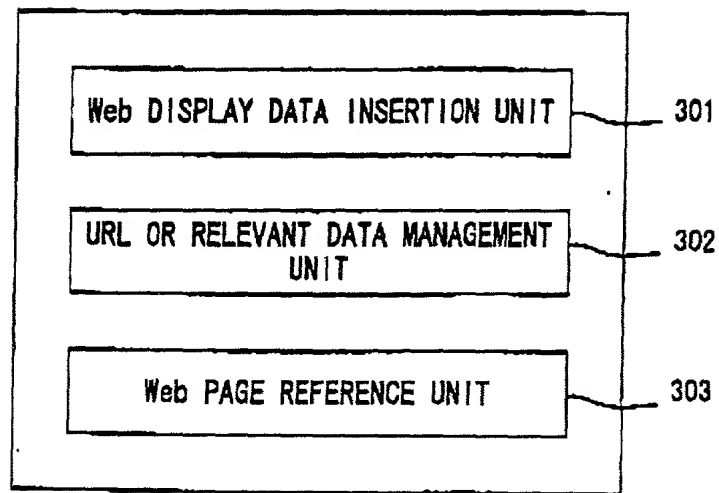 Web DISPLAY DATA INSERTION UNIT 301
URL OR RELEVANT DATA MANAGEMENT
UNIT 302
Web PAGE REFERENCE UNIT 303